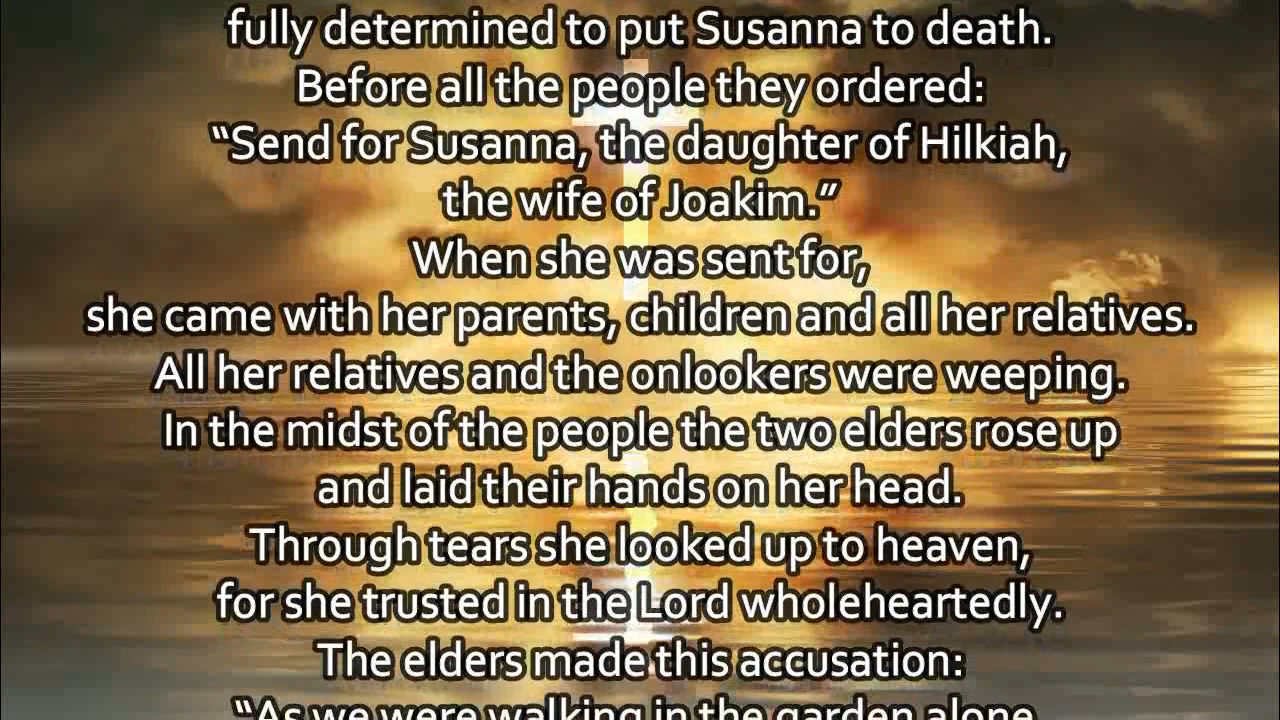 fully determined to put Susanna to death.
Before all the people they ordered:
“Send for Susanna, the daughter of Hilkiah,
the wife of Joakim.”
When she was sent for,
she came with her parents, children and all her relatives.
All her relatives and the onlookers were weeping.
In the midst of the people the two elders rose up
and laid their hands on her head.
Through tears she looked up to heaven,
for she trusted in the Lord wholeheartedly.
The elders made this accusation:
“As we were walking in the garden alone,